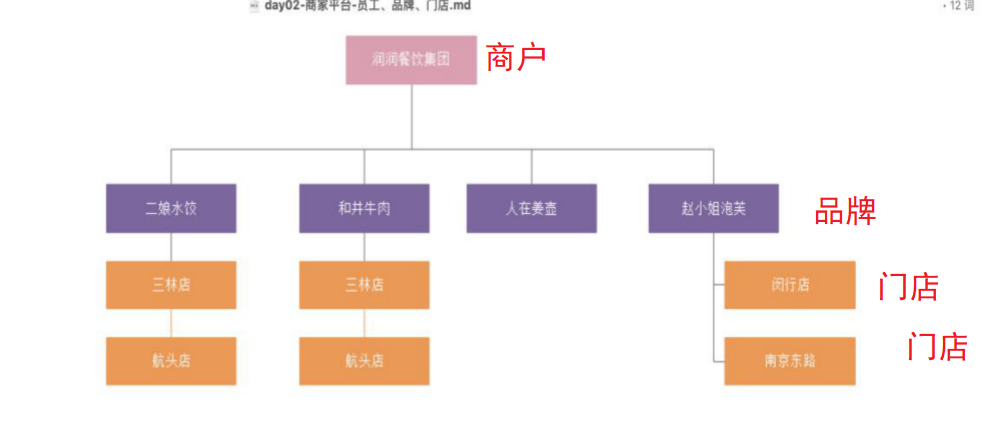 day02-商家平台-员工、品牌、门店.md
• 12 词
润润餐饮集团
商户
二娘水饺
和井牛肉
人在姜壶
赵小姐泡芙
品牌
三林店
三林店
闵行店
门店
航头店
航头店
南京东路
门店